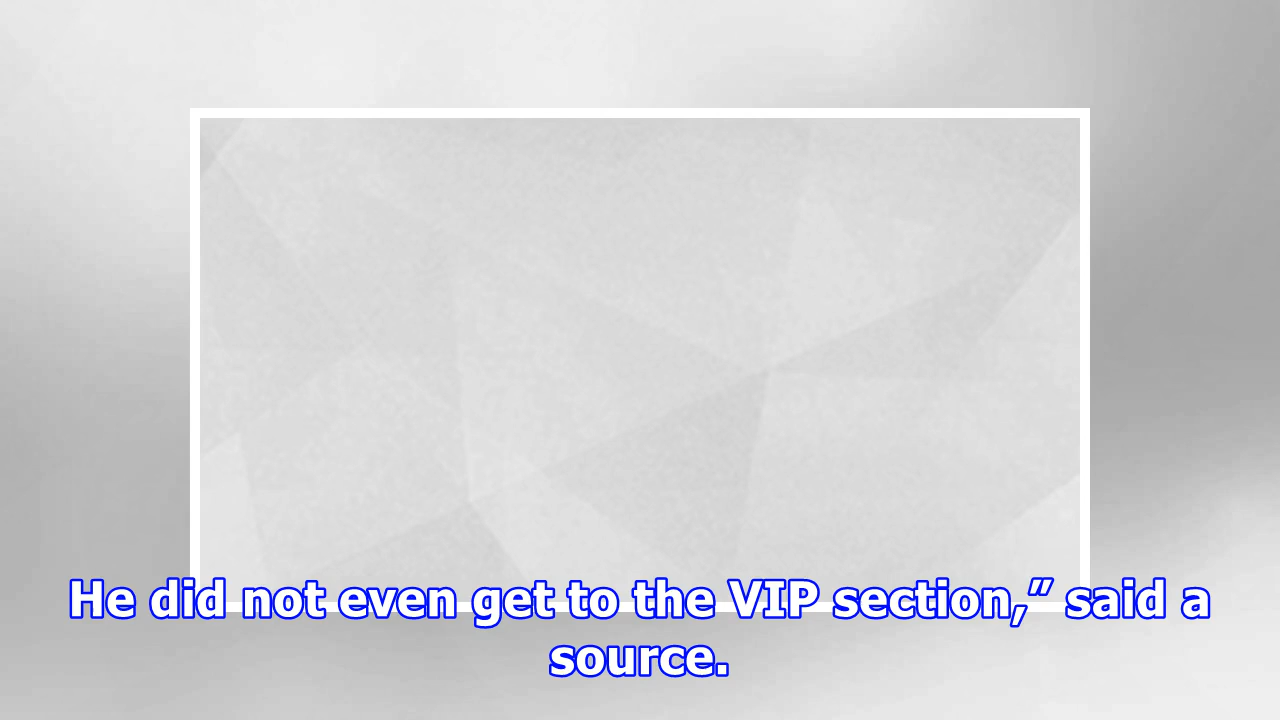 He did not even get to the VIP section,” said a
source.